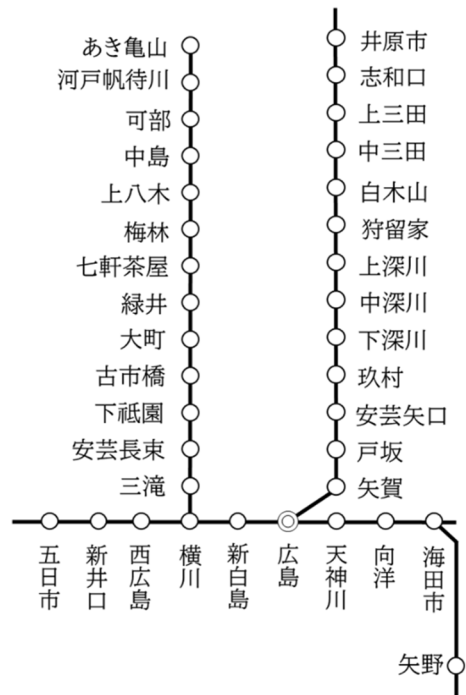 あき亀山
河戸帆待川
可部
中島
上八木
梅林
七軒茶屋
緑井
大町
古市橋
下祗園
安芸長束
三滝
井原市
志和口
上三田
中三田
白木山
狩留家
上深川
中深川
下深川
玖村
安芸矢口
戸坂
矢賀
五日市
新井口
西広島
横川
新白島
広島
天神川
向洋
海田市
矢野